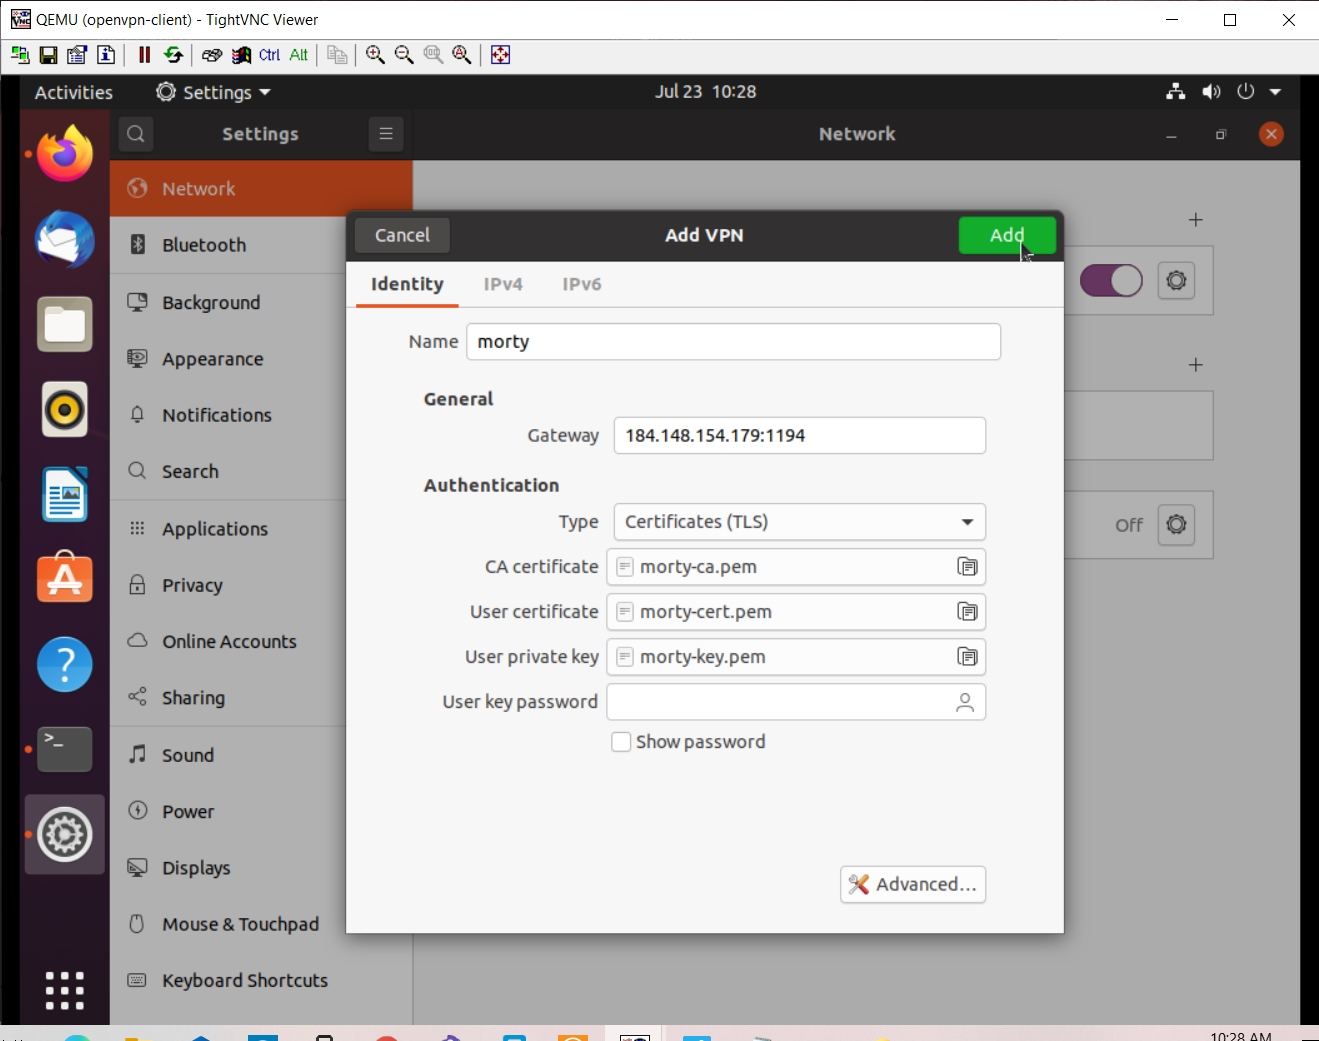 QEMU (openvpn-client) - TightVNC Viewer
Ctrl Alt
Activities Settings Jul 23 10:28
Settings Network
Network
Bluetooth
Background
Appearance
Notifications
Search
Applications
Privacy
Online Accounts
Sharing
Sound
Power
Displays
Mouse & Touchpad
Keyboard Shortcuts
Cancel Add VPN Add
Identity IPv4 IPv6
Name morty
General
Gateway 184.148.154.179:1194
Authentication
Type Certificates (TLS)
CA certificate morty-ca.pem
User certificate morty-cert.pem
User private key morty-key.pem
User key password
Show password
Advanced...
Off
10:28 AM